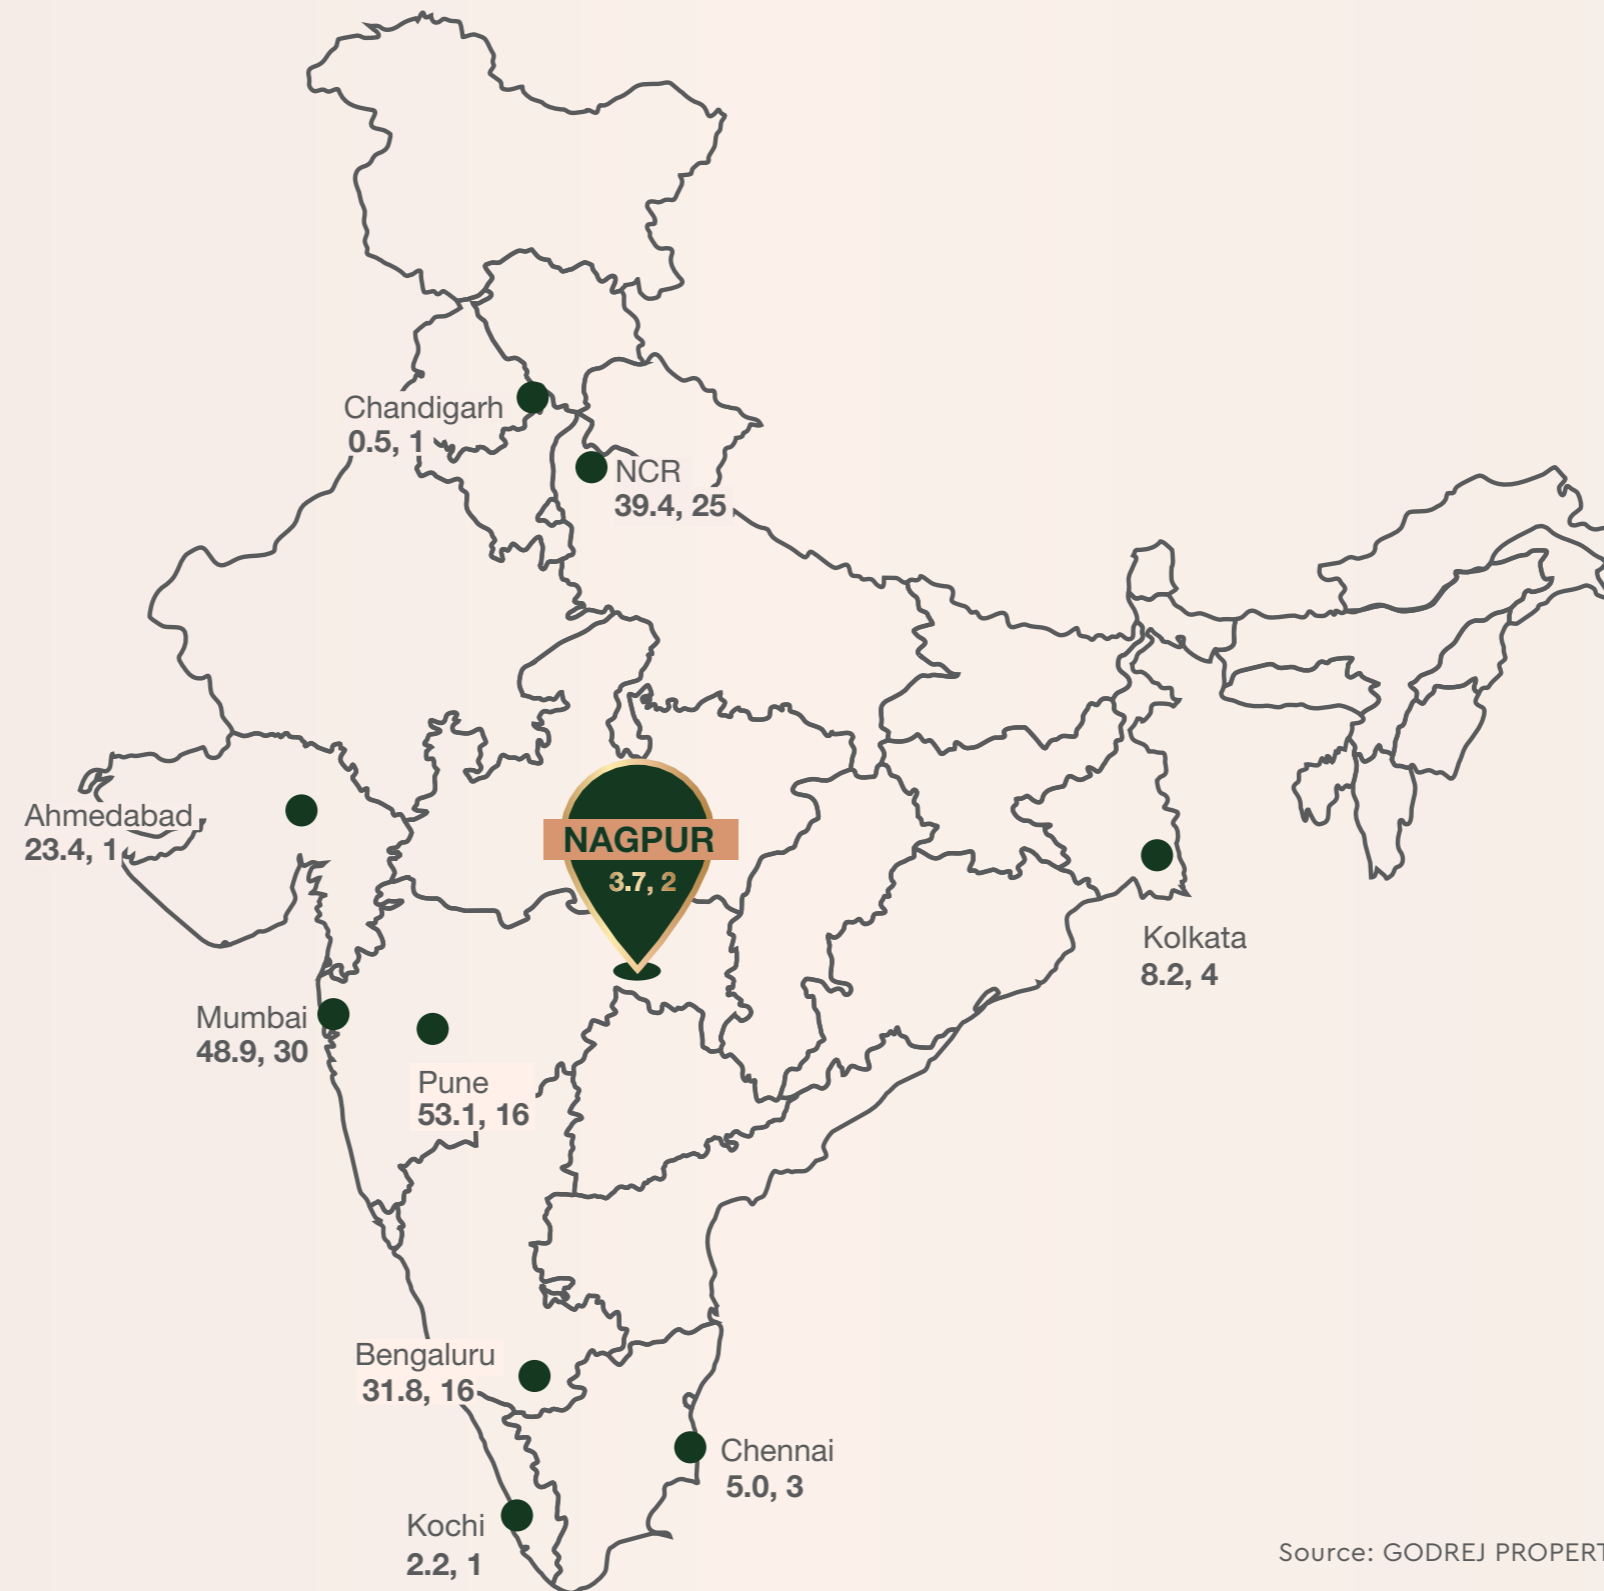 Chandigarh
0.5, 1
NCR
39.4, 25
Ahmedabad
23.4, 1
NAGPUR
3.7, 2
Kolkata
8.2, 4
Mumbai
48.9, 30
Pune
53.1, 16
Bengaluru
31.8, 16
Chennai
5.0, 3
Kochi
2.2, 1
Source: GODREJ PROPERT